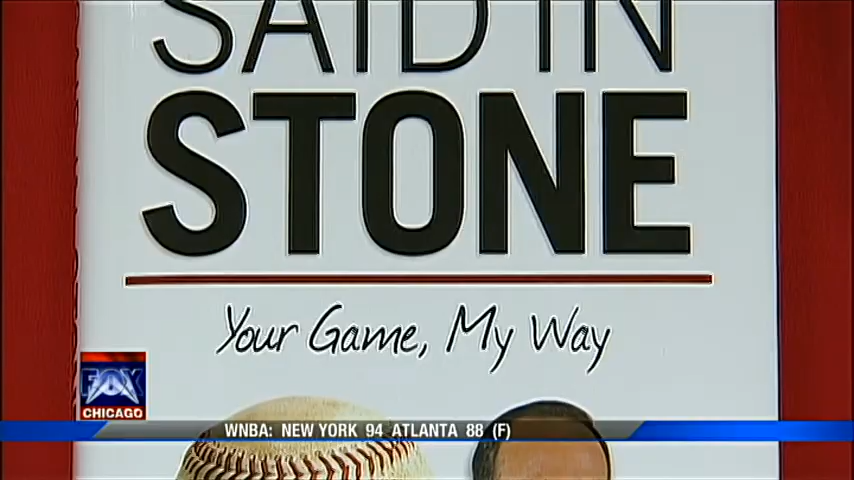 SAID IN
STONE
Your Game, My Way
FOX
CHICAGO
WNBA: NEW YORK 94 ATLANTA 88 (F)